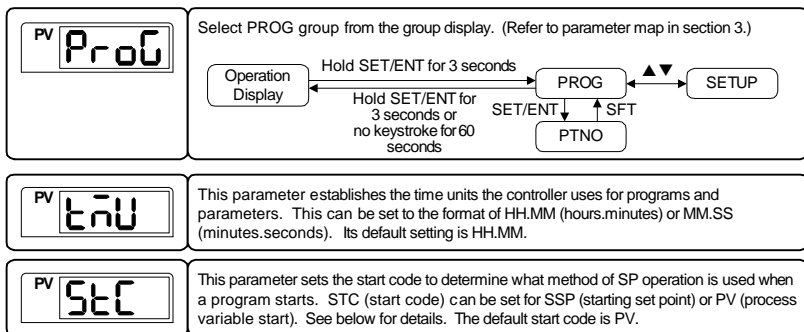 PV ProG
Select PROG group from the group display. (Refer to parameter map in section 3.)
Operation
Display
Hold SET/ENT for 3 seconds
Hold SET/ENT for
3 seconds or
no keystroke for 60
seconds
PROG
▲▼
SETUP
SET/ENT
SFT
PTNO
PV tmU
This parameter establishes the time units the controller uses for programs and
parameters. This can be set to the format of HH.MM (hours.minutes) or MM.SS
(minutes.seconds). Its default setting is HH.MM.
PV StC
This parameter sets the start code to determine what method of SP operation is used when
a program starts. STC (start code) can be set for SSP (starting set point) or PV (process
variable start). See below for details. The default start code is PV.